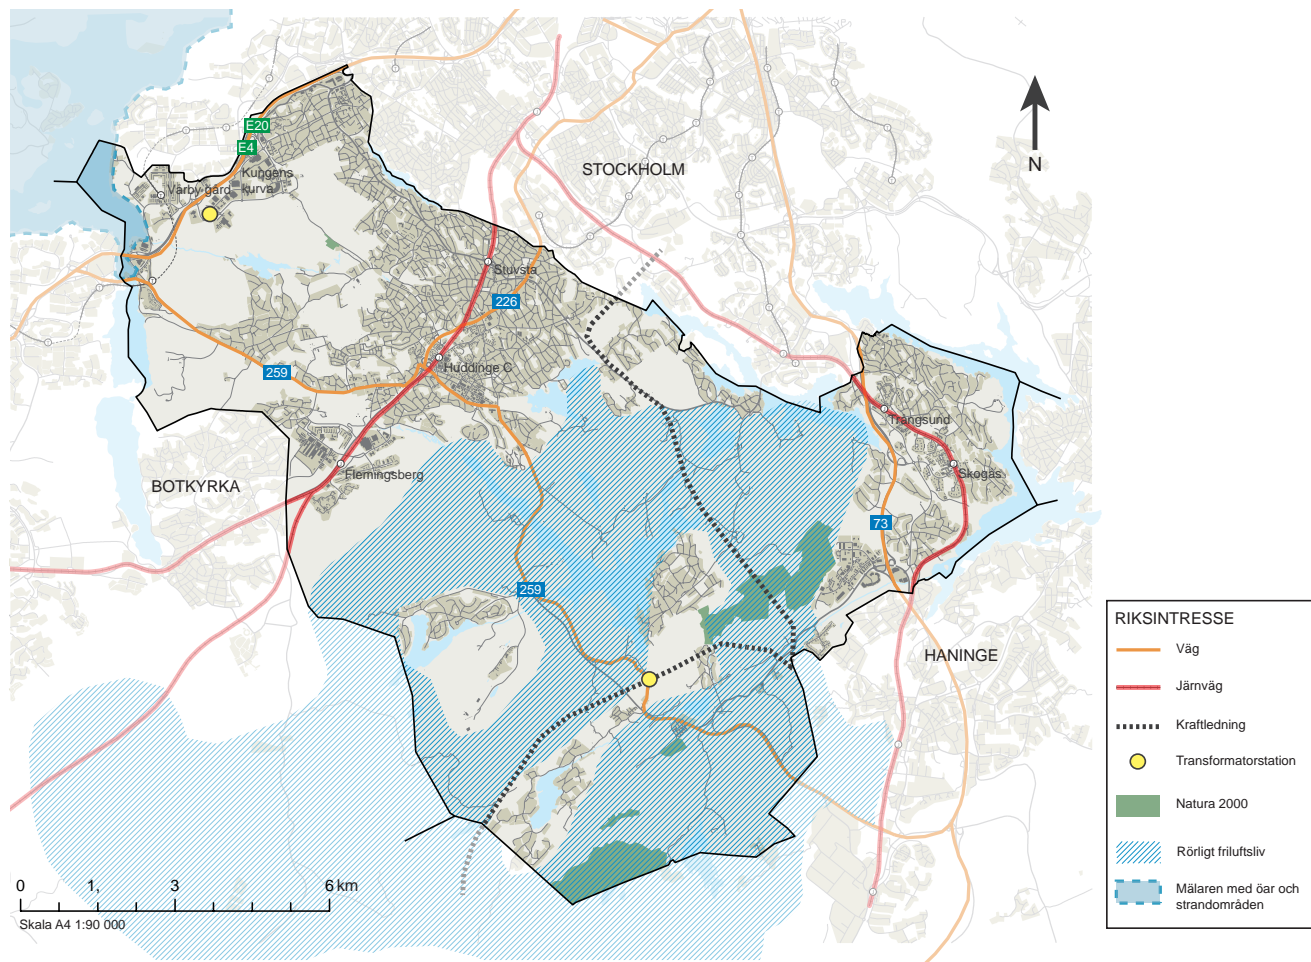 E20
E4
Kungens
kurva
Vårby gård
STOCKHOLM
N
Stuvsta
226
259
Huddinge C
Trångsund
Skogås
Flemingsberg
BOTKYRKA
73
259
HANINGE
RIKSINTRESSE
Väg
Järnväg
Kraftledning
Transformatorstation
Natura 2000
Rörligt friluftsliv
Mälaren med öar och
strandområden
0 1, 3 6 km
Skala A4 1:90 000